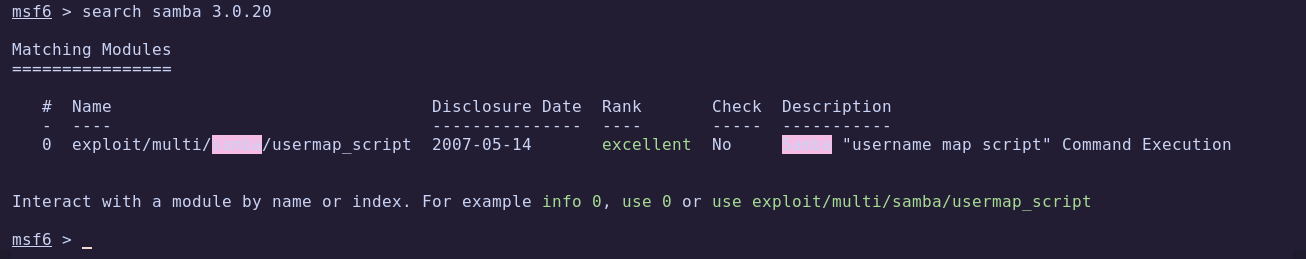 msf6 > search samba 3.0.20
Matching Modules
================
# Name Disclosure Date Rank Check Description
- ---- --------------- ---- ----- -----------
0 exploit/multi/samba/usermap_script 2007-05-14 excellent No Samba "username map script" Command Execution
Interact with a module by name or index. For example info 0, use 0 or use exploit/multi/samba/usermap_script
msf6 > _